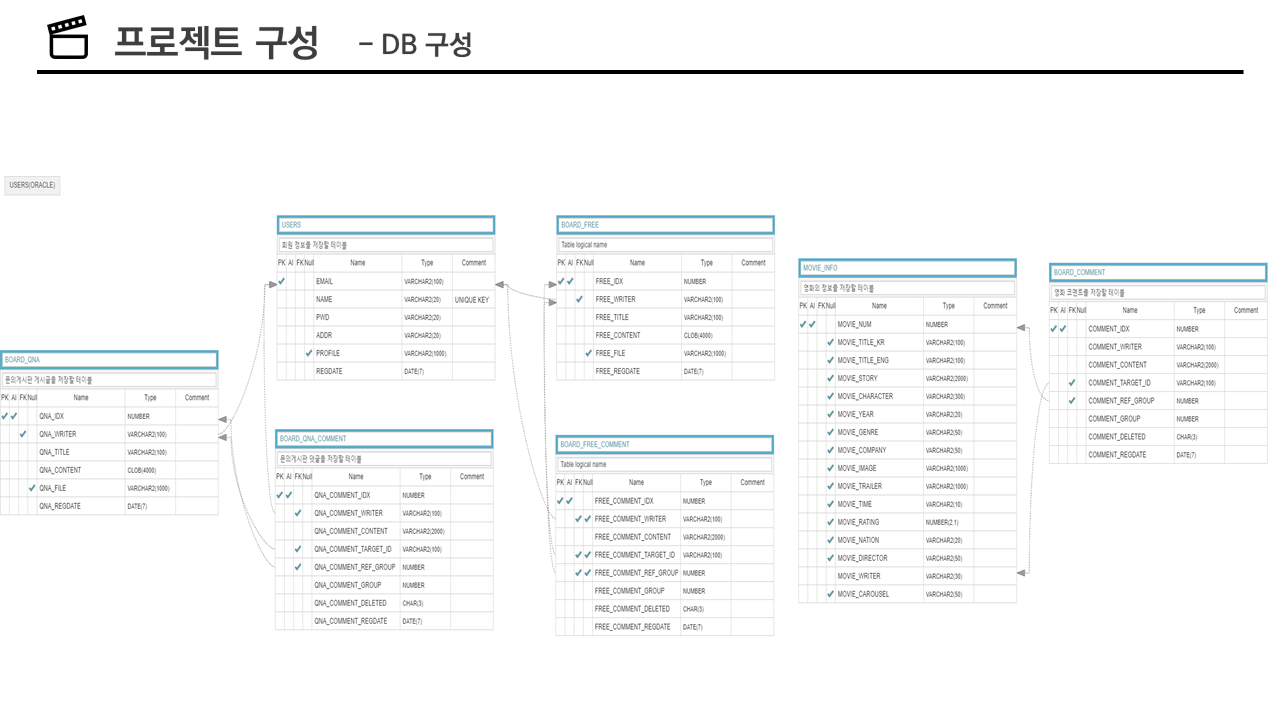 프로젝트 구성 - DB 구성
USERS(ORACLE)
USERS
회원 정보를 저장할 테이블
PK AI FK Null Name Type Comment
EMAIL VARCHAR2(100)
NAME VARCHAR2(20) UNIQUE KEY
PWD VARCHAR2(20)
ADDR VARCHAR2(20)
PROFILE VARCHAR2(1000)
REGDATE DATE(7)
BOARD_FREE
Table logical name
PK AI FK Null Name Type Comment
FREE_IDX NUMBER
FREE_WRITER VARCHAR2(100)
FREE_TITLE VARCHAR2(100)
FREE_CONTENT CLOB(4000)
FREE_FILE VARCHAR2(1000)
FREE_REGDATE DATE(7)
MOVIE_INFO
영화의 정보를 저장할 테이블
PK AI FK Null Name Type Comment
MOVIE_NUM NUMBER
MOVIE_TITLE_KR VARCHAR2(100)
MOVIE_TITLE_ENG VARCHAR2(100)
MOVIE_STORY VARCHAR2(2000)
MOVIE_CHARACTER VARCHAR2(300)
MOVIE_YEAR VARCHAR2(20)
MOVIE_GENRE VARCHAR2(50)
MOVIE_COMPANY VARCHAR2(50)
MOVIE_IMAGE VARCHAR2(1000)
MOVIE_TRAILER VARCHAR2(1000)
MOVIE_TIME VARCHAR2(10)
MOVIE_RATING NUMBER(2,1)
MOVIE_NATION VARCHAR2(20)
MOVIE_DIRECTOR VARCHAR2(50)
MOVIE_WRITER VARCHAR2(30)
MOVIE_CAROUSEL VARCHAR2(50)
BOARD_COMMENT
영화 코멘트를 저장할 테이블
PK AI FK Null Name Type Comment
COMMENT_IDX NUMBER
COMMENT_WRITER VARCHAR2(100)
COMMENT_CONTENT VARCHAR2(2000)
COMMENT_TARGET_ID VARCHAR2(100)
COMMENT_REF_GROUP NUMBER
COMMENT_GROUP NUMBER
COMMENT_DELETED CHAR(3)
COMMENT_REGDATE DATE(7)
BOARD_QNA
문의게시판 게시글을 저장할 테이블
PK AI FK Null Name Type Comment
QNA_IDX NUMBER
QNA_WRITER VARCHAR2(100)
QNA_TITLE VARCHAR2(100)
QNA_CONTENT CLOB(4000)
QNA_FILE VARCHAR2(1000)
QNA_REGDATE DATE(7)
BOARD_QNA_COMMENT
문의게시판 댓글을 저장할 테이블
PK AI FK Null Name Type Comment
QNA_COMMENT_IDX NUMBER
QNA_COMMENT_WRITER VARCHAR2(100)
QNA_COMMENT_CONTENT VARCHAR2(2000)
QNA_COMMENT_TARGET_ID VARCHAR2(100)
QNA_COMMENT_REF_GROUP NUMBER
QNA_COMMENT_GROUP NUMBER
QNA_COMMENT_DELETED CHAR(3)
QNA_COMMENT_REGDATE DATE(7)
BOARD_FREE_COMMENT
Table logical name
PK AI FK Null Name Type Comment
FREE_COMMENT_IDX NUMBER
FREE_COMMENT_WRITER VARCHAR2(100)
FREE_COMMENT_CONTENT VARCHAR2(2000)
FREE_COMMENT_TARGET_ID VARCHAR2(100)
FREE_COMMENT_REF_GROUP NUMBER
FREE_COMMENT_GROUP NUMBER
FREE_COMMENT_DELETED CHAR(3)
FREE_COMMENT_REGDATE DATE(7)